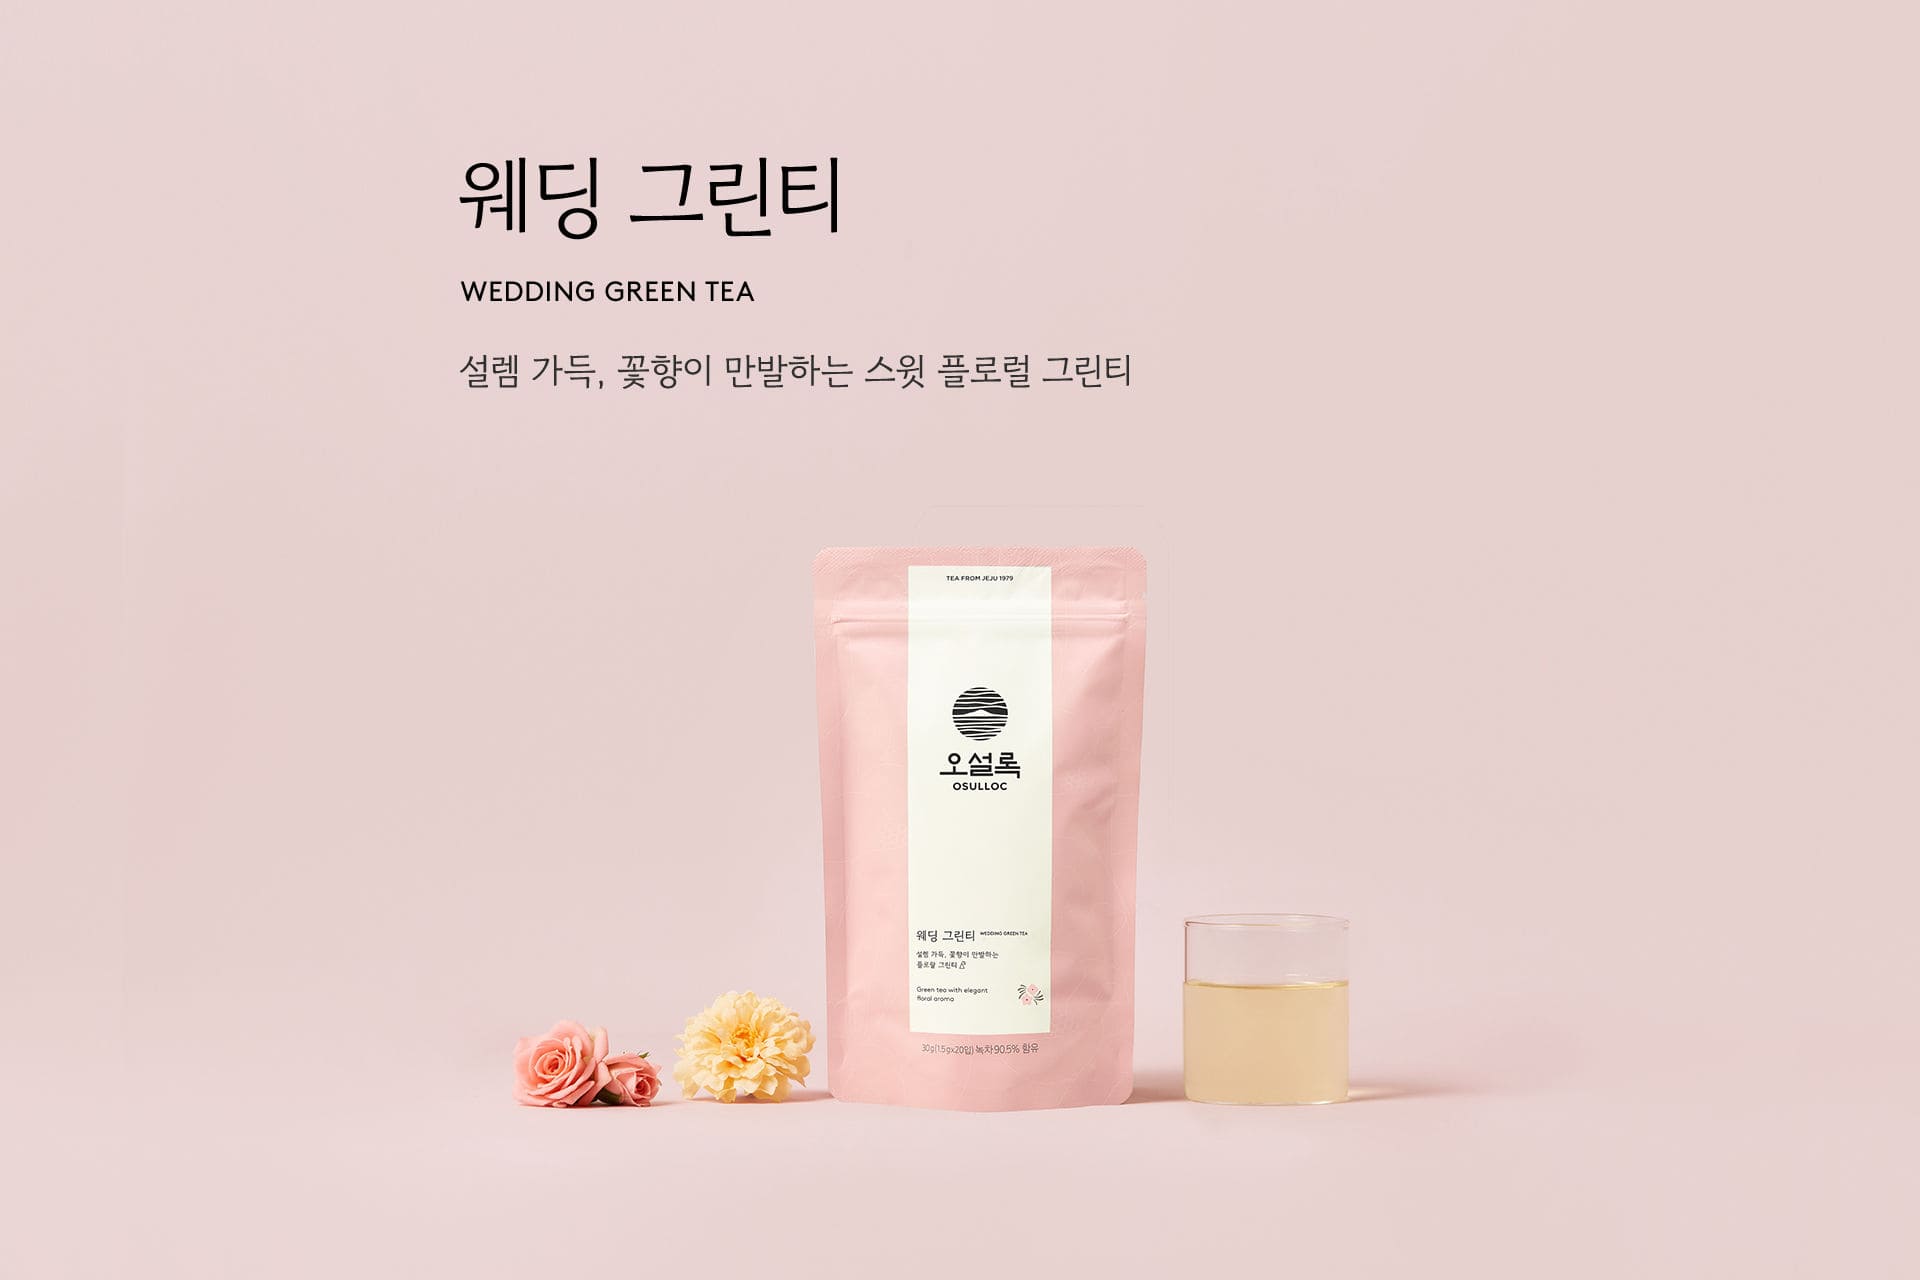 웨딩 그린티
WEDDING GREEN TEA
설렘 가득, 꽃향이 만발하는 스윗 플로럴 그린티
TEA FROM JEJU 1979
오설록
OSULLOC
웨딩 그린티 WEDDING GREEN TEA
설렘 가득, 꽃향이 만발하는
플로랄 그린티
Green tea with elegant
floral aroma
30g(1.5gx20입) 녹차90.5% 함유